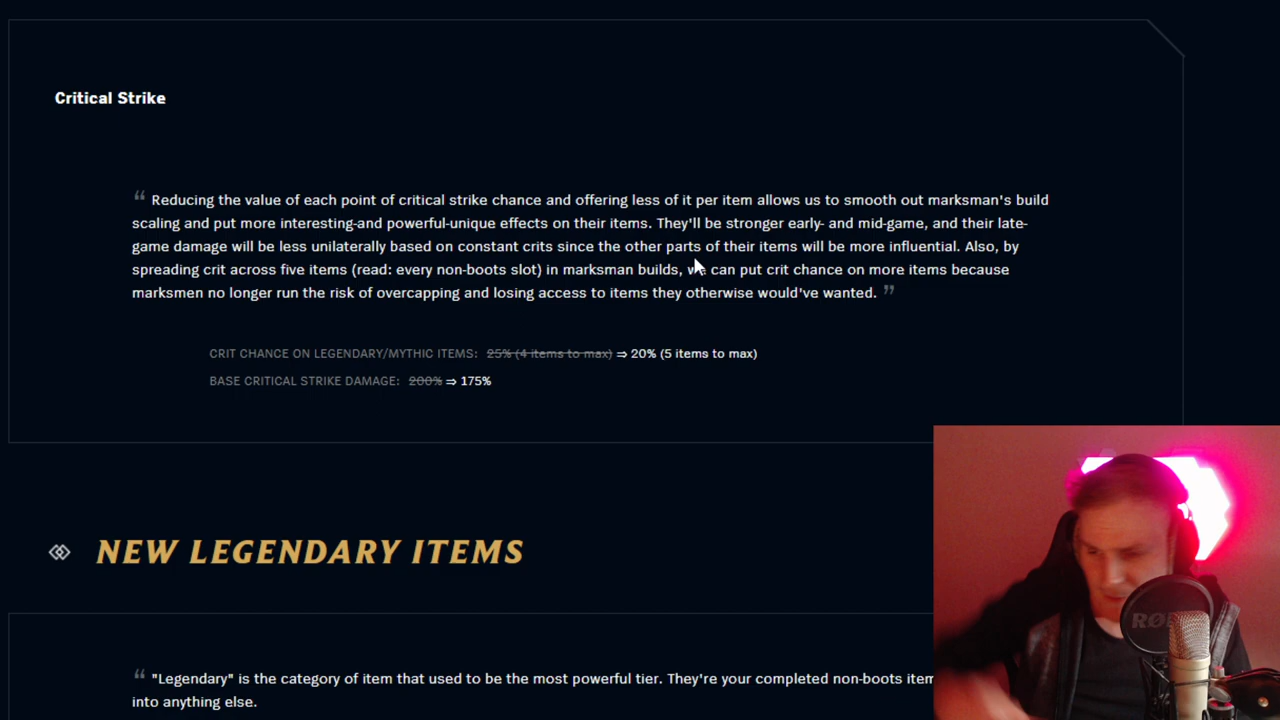 Critical Strike
“ Reducing the value of each point of critical strike chance and offering less of it per item allows us to smooth out marksman's build
scaling and put more interesting-and powerful-unique effects on their items. They'll be stronger early- and mid-game, and their late-
game damage will be less unilaterally based on constant crits since the other parts of their items will be more influential. Also, by
spreading crit across five items (read: every non-boots slot) in marksman builds, we can put crit chance on more items because
marksmen no longer run the risk of overcapping and losing access to items they otherwise would've wanted. ”
CRIT CHANCE ON LEGENDARY/MYTHIC ITEMS: 25% (4 items to max) ⇒ 20% (5 items to max)
BASE CRITICAL STRIKE DAMAGE: 200% ⇒ 175%
NEW LEGENDARY ITEMS
“ "Legendary" is the category of item that used to be the most powerful tier. They're your completed non-boots item
into anything else.